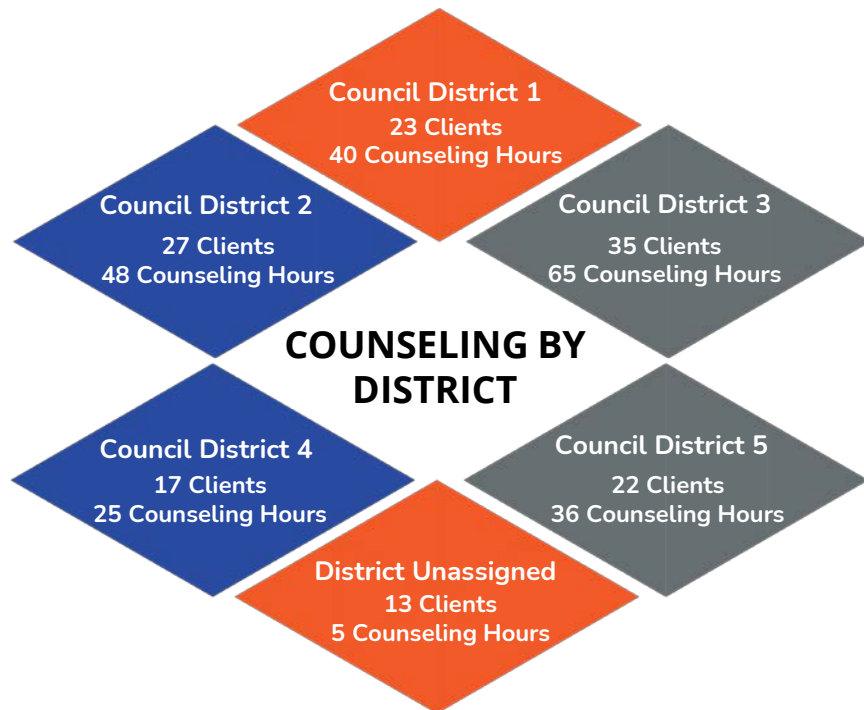 Council District 1
23 Clients
40 Counseling Hours
Council District 2
27 Clients
48 Counseling Hours
Council District 3
35 Clients
65 Counseling Hours
COUNSELING BY
DISTRICT
Council District 4
17 Clients
25 Counseling Hours
Council District 5
22 Clients
36 Counseling Hours
District Unassigned
13 Clients
5 Counseling Hours